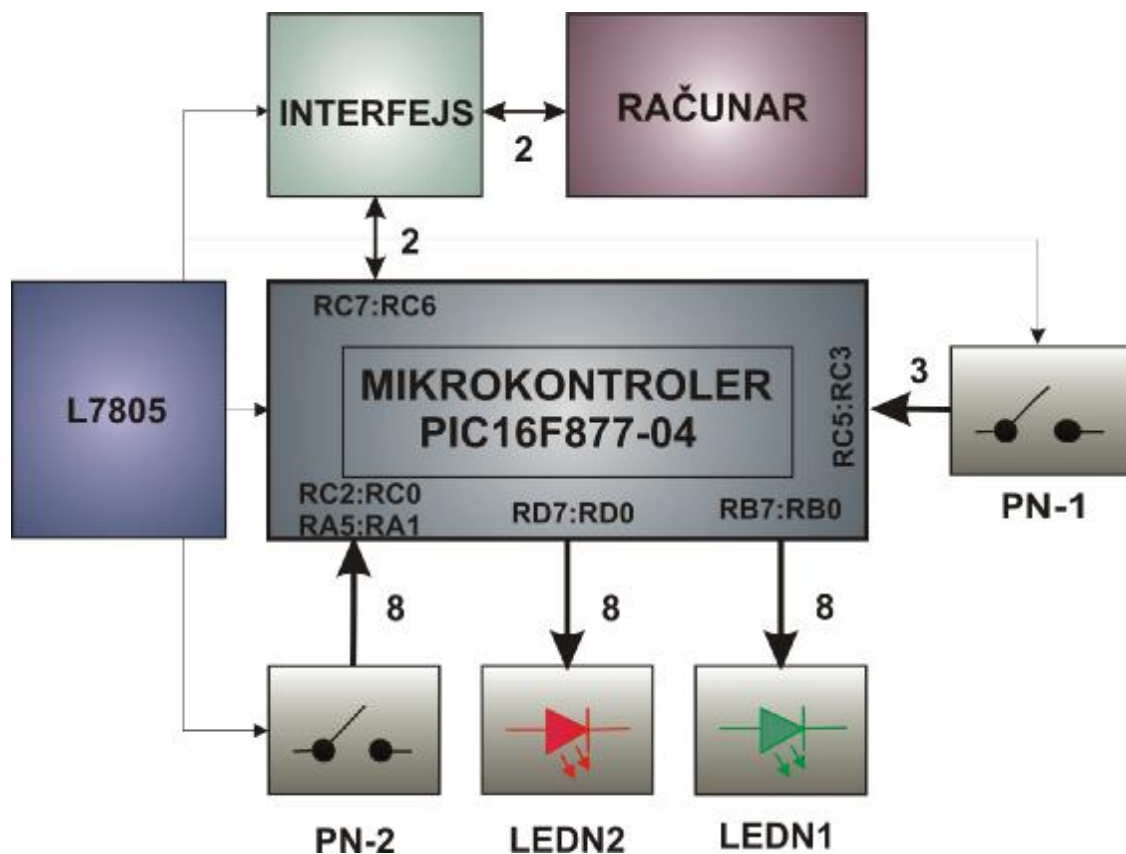 INTERFEJS
RAČUNAR
2
2
RC7:RC6
L7805
MIKROKONTROLER
PIC16F877-04
RC5:RC3
3
PN-1
RC2:RC0
RA5:RA1
RD7:RD0
RB7:RB0
8
8
8
PN-2
LEDN2
LEDN1